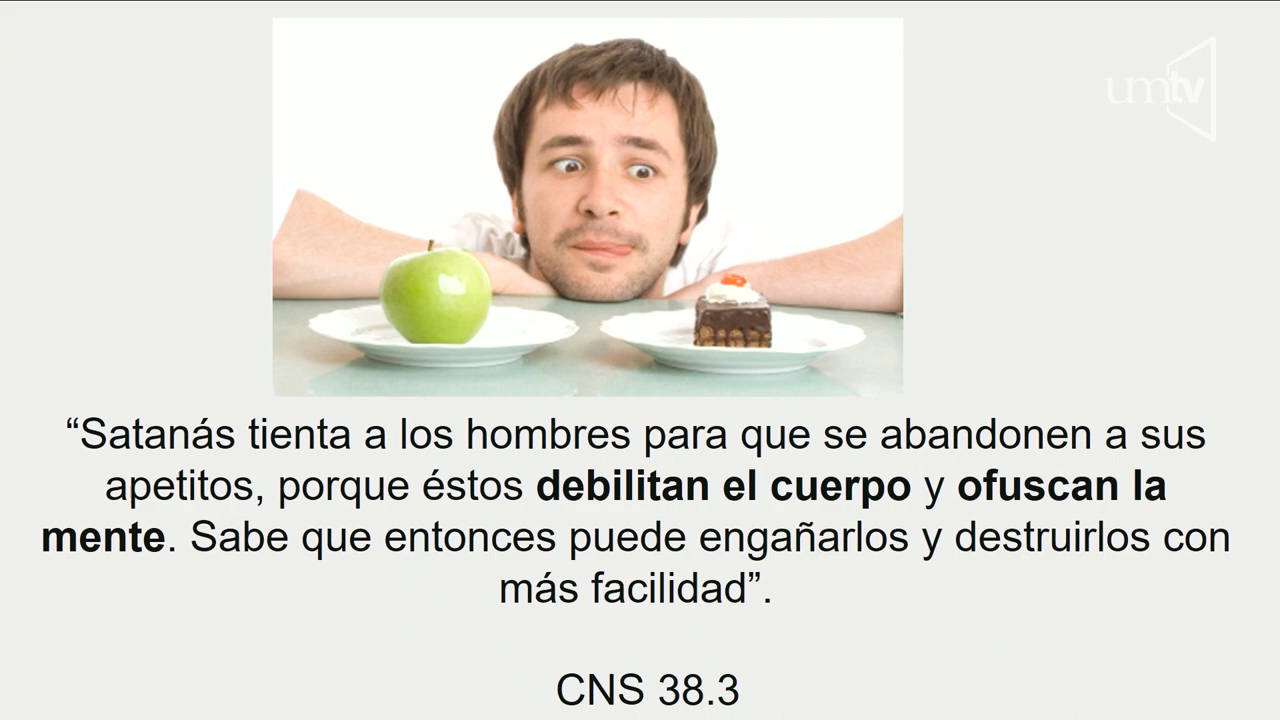 umtv
“Satanás tienta a los hombres para que se abandonen a sus
apetitos, porque éstos debilitan el cuerpo y ofuscan la
mente. Sabe que entonces puede engañarlos y destruirlos con
más facilidad”.
CNS 38.3